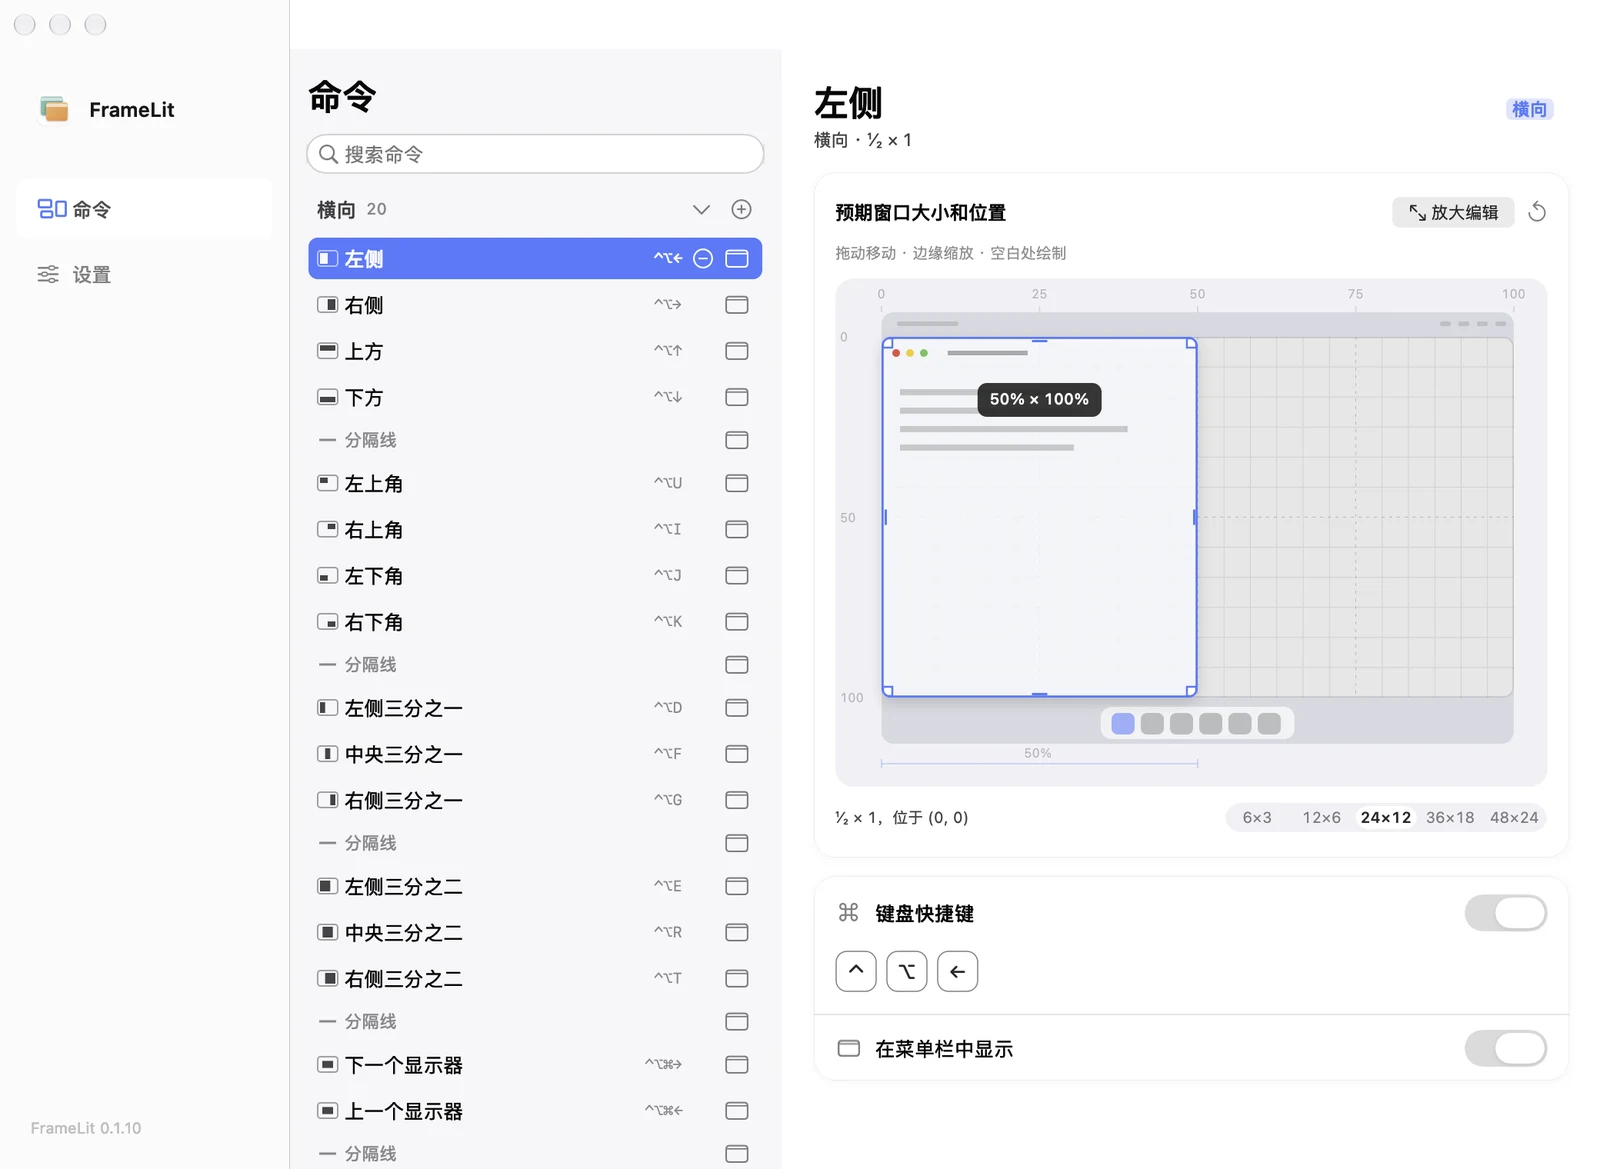 FrameLit
命令
设置
FrameLit 0.1.10
命令
搜索命令
横向 20
左侧 ^⌥←
右侧 ^⌥→
上方 ^⌥↑
下方 ^⌥↓
分隔线
左上角 ^⌥U
右上角 ^⌥I
左下角 ^⌥J
右下角 ^⌥K
分隔线
左侧三分之一 ^⌥D
中央三分之一 ^⌥F
右侧三分之一 ^⌥G
分隔线
左侧三分之二 ^⌥E
中央三分之二 ^⌥R
右侧三分之二 ^⌥T
分隔线
下一个显示器 ^⌥⌘→
上一个显示器 ^⌥⌘←
分隔线
左侧
横向
横向 · ½ × 1
预期窗口大小和位置
放大编辑
拖动移动 · 边缘缩放 · 空白处绘制
0 25 50 75 100
0
50% × 100%
50
100
50%
½ × 1，位于 (0, 0)
6×3 12×6 24×12 36×18 48×24
⌘ 键盘快捷键
^ ⌥ ←
在菜单栏中显示